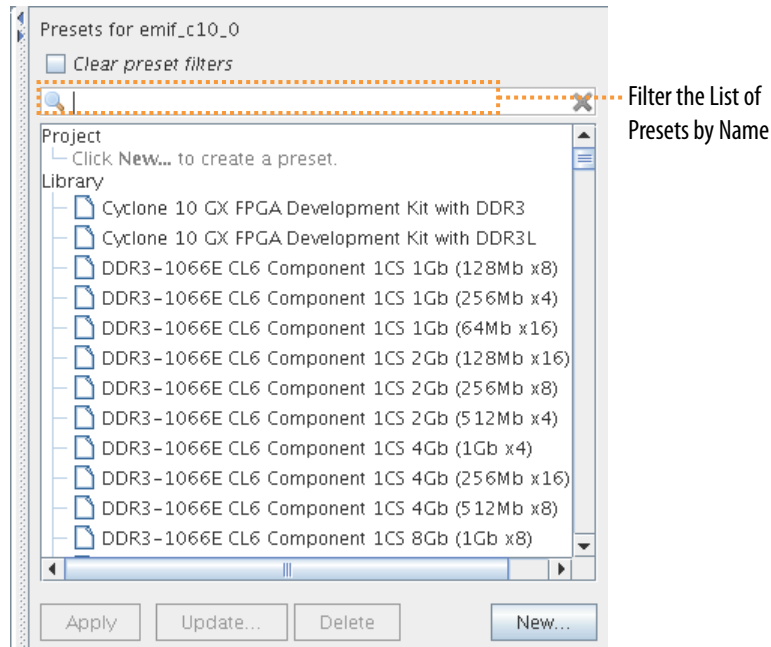 Presets for emif_c10_0
Clear preset filters
Filter the List of
Presets by Name
Project
Click New... to create a preset.
Library
Cyclone 10 GX FPGA Development Kit with DDR3
Cyclone 10 GX FPGA Development Kit with DDR3L
DDR3-1066E CL6 Component 1CS 1Gb (128Mb x8)
DDR3-1066E CL6 Component 1CS 1Gb (256Mb x4)
DDR3-1066E CL6 Component 1CS 1Gb (64Mb x16)
DDR3-1066E CL6 Component 1CS 2Gb (128Mb x16)
DDR3-1066E CL6 Component 1CS 2Gb (256Mb x8)
DDR3-1066E CL6 Component 1CS 2Gb (512Mb x4)
DDR3-1066E CL6 Component 1CS 4Gb (1Gb x4)
DDR3-1066E CL6 Component 1CS 4Gb (256Mb x16)
DDR3-1066E CL6 Component 1CS 4Gb (512Mb x8)
DDR3-1066E CL6 Component 1CS 8Gb (1Gb x8)
Apply Update... Delete New...